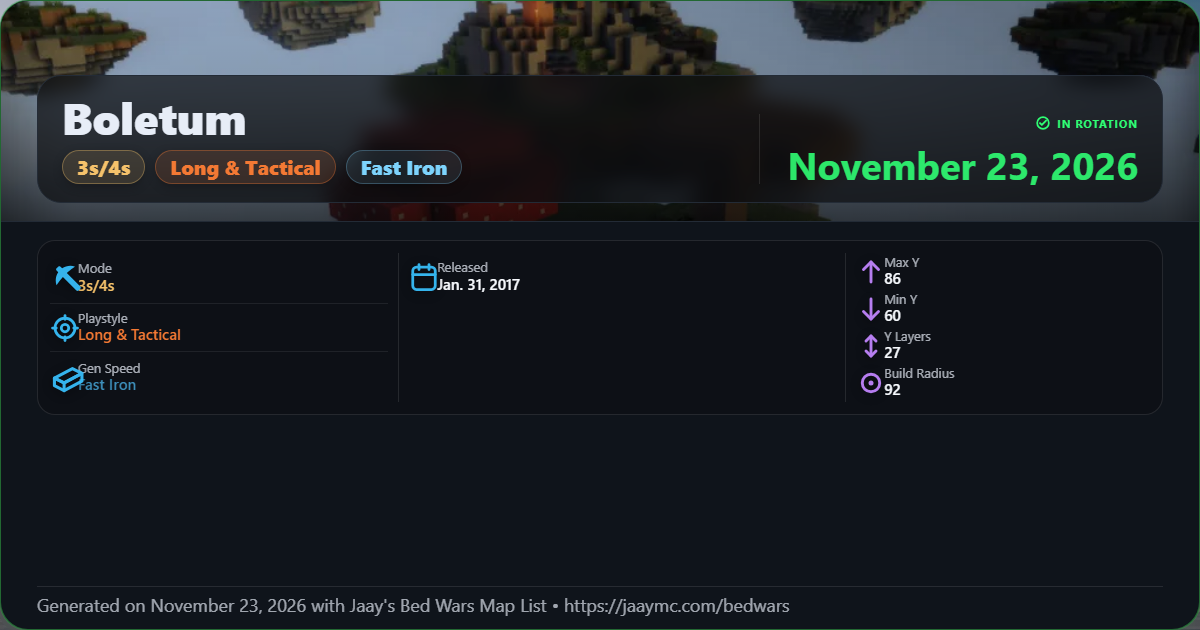 Boletum
3s/4s
Long & Tactical
Fast Iron
IN ROTATION
November 23, 2026
Mode
3s/4s
Playstyle
Long & Tactical
Gen Speed
Fast Iron
Released
Jan. 31, 2017
Max Y
86
Min Y
60
Y Layers
27
Build Radius
92
Generated on November 23, 2026 with Jaay's Bed Wars Map List • https://jaaymc.com/bedwars